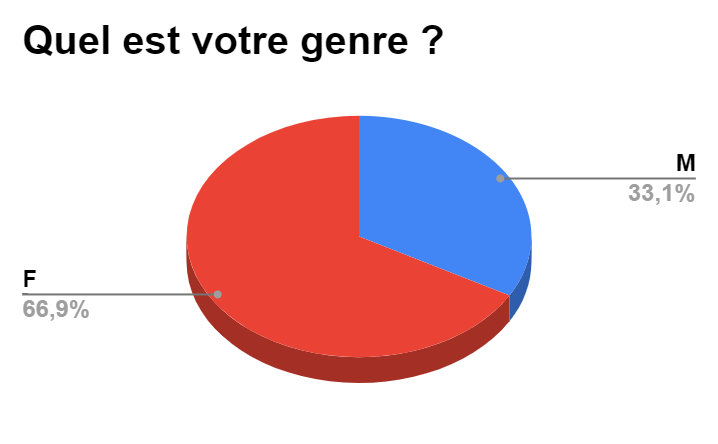 Quel est votre genre ?
M
33,1%
F
66,9%